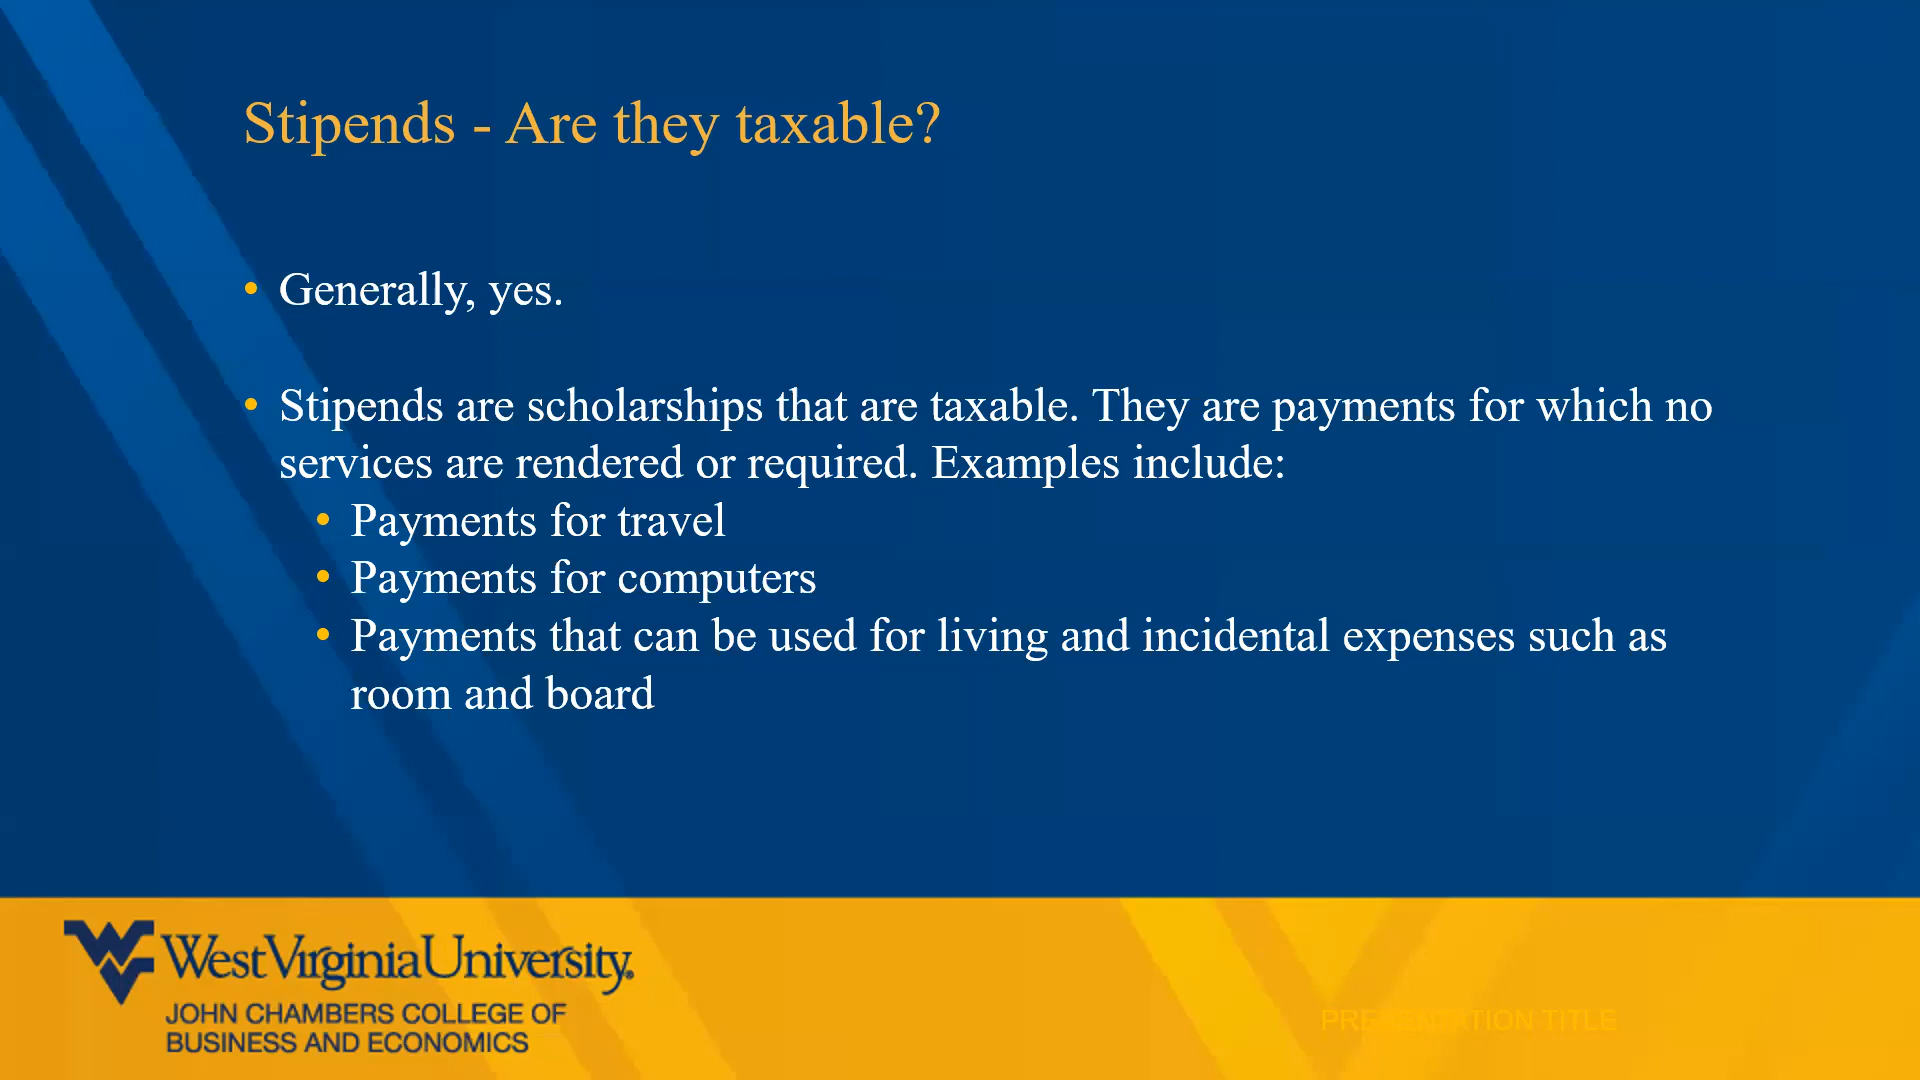 Stipends - Are they taxable?
• Generally, yes.
• Stipends are scholarships that are taxable. They are payments for which no
services are rendered or required. Examples include:
• Payments for travel
• Payments for computers
• Payments that can be used for living and incidental expenses such as
room and board
WestVirginiaUniversity.
JOHN CHAMBERS COLLEGE OF
BUSINESS AND ECONOMICS
PRESENTATION TITLE